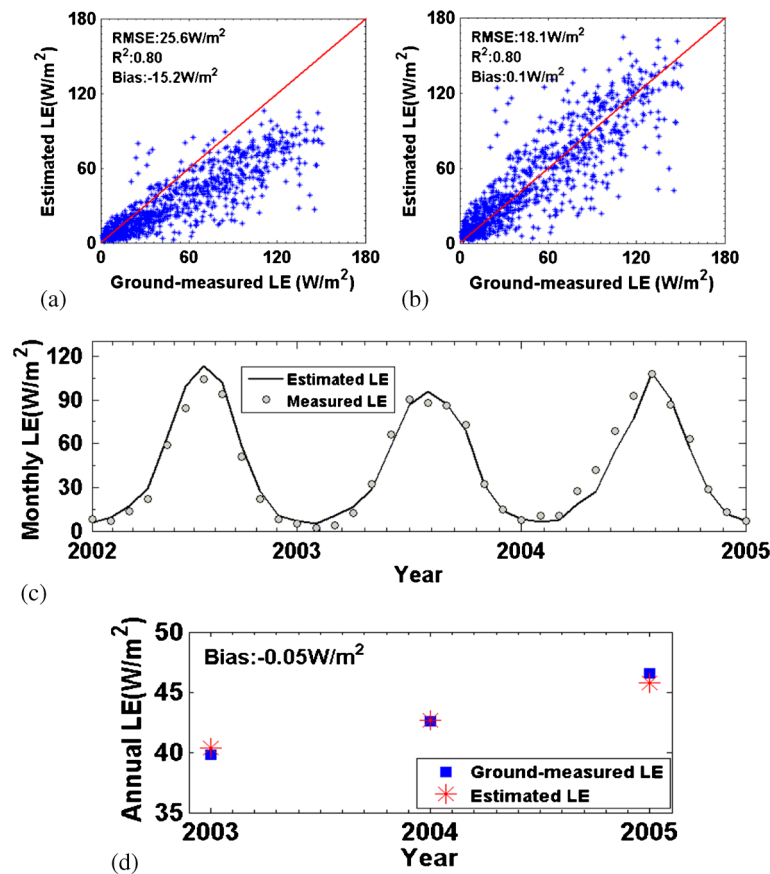 RMSE:25.6W/m²
R²:0.80
Bias:-15.2W/m²
180
120
60
0
Estimated LE(W/m²)
0 60 120 180
Ground-measured LE (W/m²)
(a)
RMSE:18.1W/m²
R²:0.80
Bias:0.1W/m²
180
120
60
0
Estimated LE(W/m²)
0 60 120 180
Ground-measured LE (W/m²)
(b)
120
90
60
30
0
Monthly LE(W/m²)
Estimated LE
Measured LE
2002 2003 2004 2005
Year
(c)
50
45
40
35
Annual LE(W/m²)
Bias:-0.05W/m²
Ground-measured LE
Estimated LE
2003 2004 2005
Year
(d)